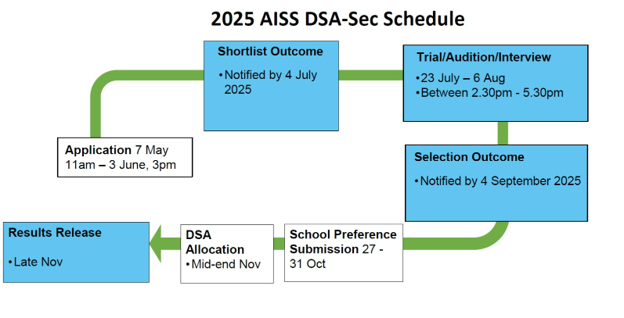 2025 AISS DSA-Sec Schedule
Shortlist Outcome
•Notified by 4 July
2025
Trial/Audition/Interview
•23 July – 6 Aug
•Between 2.30pm - 5.30pm
Application 7 May
11am – 3 June, 3pm
Selection Outcome
•Notified by 4 September 2025
School Preference
Submission 27 -
31 Oct
DSA
Allocation
•Mid-end Nov
Results Release
•Late Nov